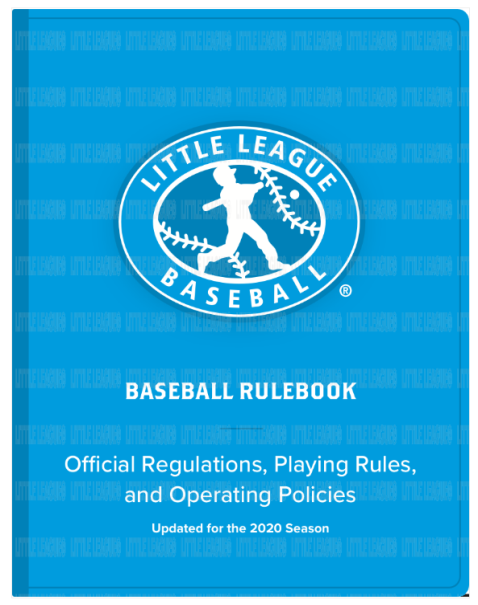 LITTLE LEAGUE
BASEBALL
®
BASEBALL RULEBOOK
Official Regulations, Playing Rules,
and Operating Policies
Updated for the 2020 Season